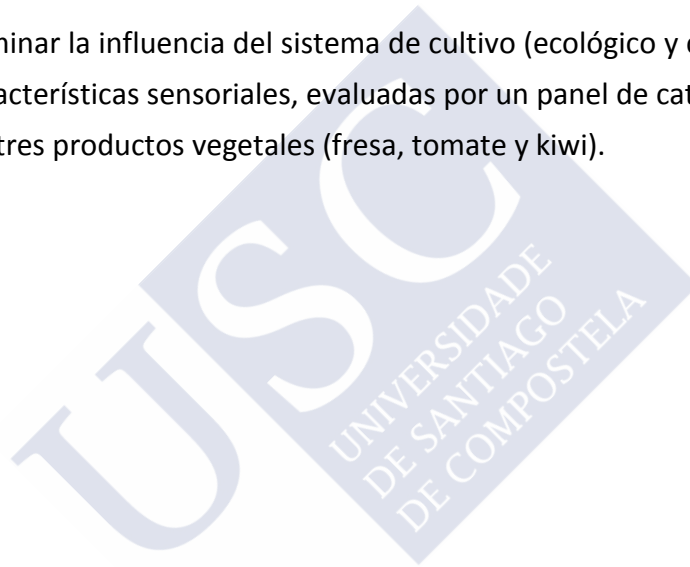 minar la influencia del sistema de cultivo (ecológico y
acterísticas sensoriales, evaluadas por un panel de cat
tres productos vegetales (fresa, tomate y kiwi).
USC
UNIVERSIDADE
DE SANTIAGO
DE COMPOSTELA